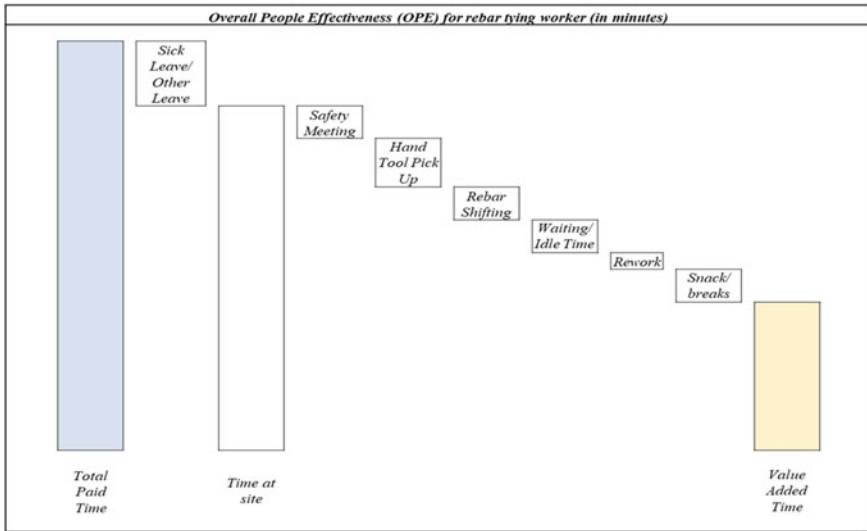 Overall People Effectiveness (OPE) for rebar tying worker (in minutes)
Sick
Leave/
Other
Leave
Safety
Meeting
Hand
Tool Pick
Up
Rebar
Shifting
Waiting/
Idle Time
Rework
Snack/
breaks
Total
Paid
Time
Time at
site
Value
Added
Time